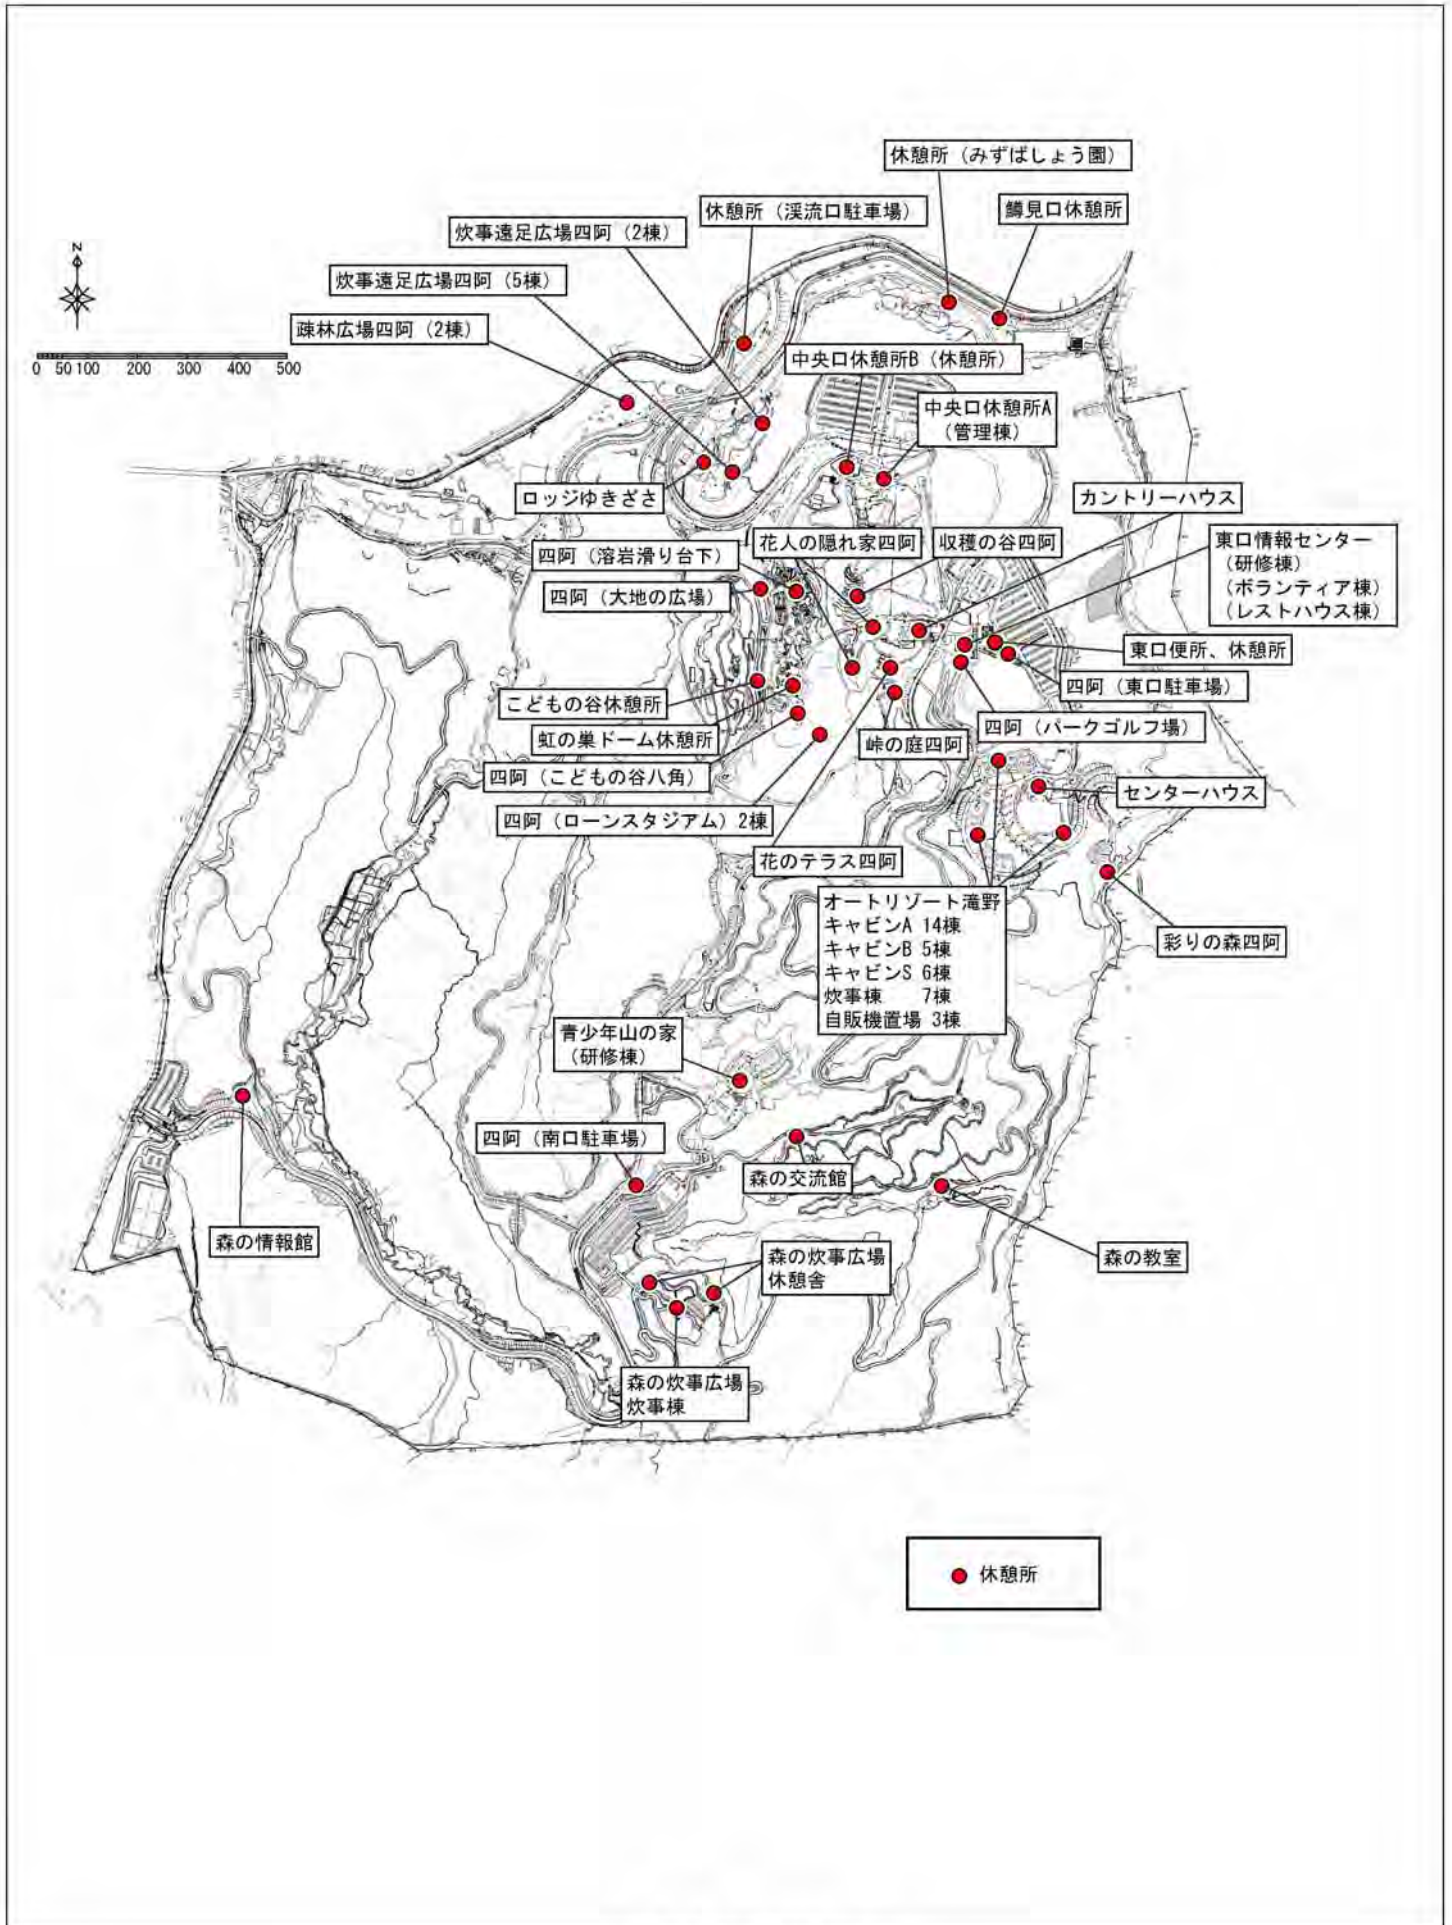 休憩所（みずばしょう園）
休憩所（渓流口駐車場）
鱒見口休憩所
炊事遠足広場四阿（2棟）
N
炊事遠足広場四阿（5棟）
疎林広場四阿（2棟）
0 50 100 200 300 400 500
中央口休憩所B（休憩所）
中央口休憩所A
（管理棟）
ロッジゆきざさ
カントリーハウス
四阿（溶岩滑り台下）
花人の隠れ家四阿
収穫の谷四阿
東口情報センター
（研修棟）
（ボランティア棟）
（レストハウス棟）
四阿（大地の広場）
東口便所、休憩所
四阿（東口駐車場）
こどもの谷休憩所
虹の巣ドーム休憩所
峠の庭四阿
四阿（パークゴルフ場）
四阿（こどもの谷八角）
センターハウス
四阿（ローンスタジアム）2棟
花のテラス四阿
オートリゾート滝野
キャビンA 14棟
キャビンB 5棟
キャビンS 6棟
炊事棟 7棟
自販機置場 3棟
彩りの森四阿
青少年山の家
（研修棟）
四阿（南口駐車場）
森の交流館
森の情報館
森の炊事広場
休憩舎
森の教室
森の炊事広場
炊事棟
休憩所